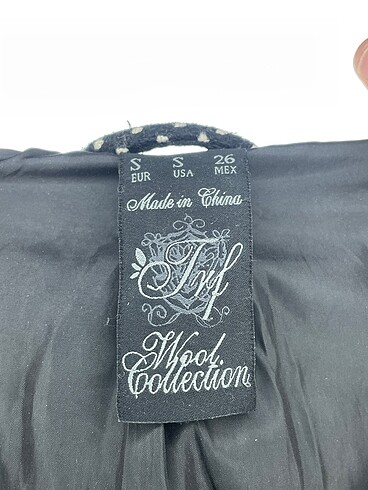 S S 26
EUR USA MEX
Made in China
Trf
Wool
Collection